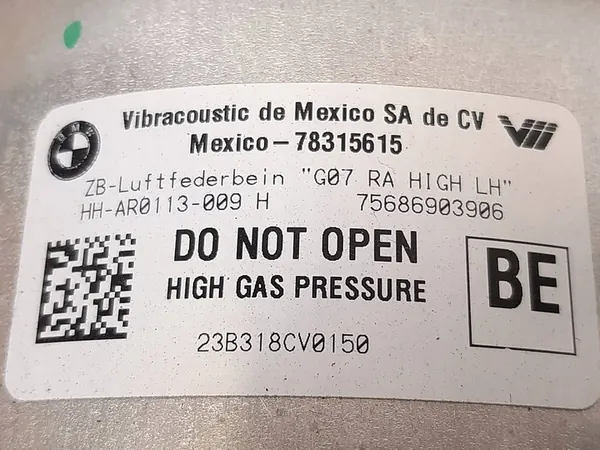 BMW
Vibracoustic de Mexico SA de CV
Mexico-78315615
ZB-Luftfederbein "G07 RA HIGH LH"
HH-AR0113-009 H 75686903906
DO NOT OPEN
HIGH GAS PRESSURE
BE
23B318CV0150